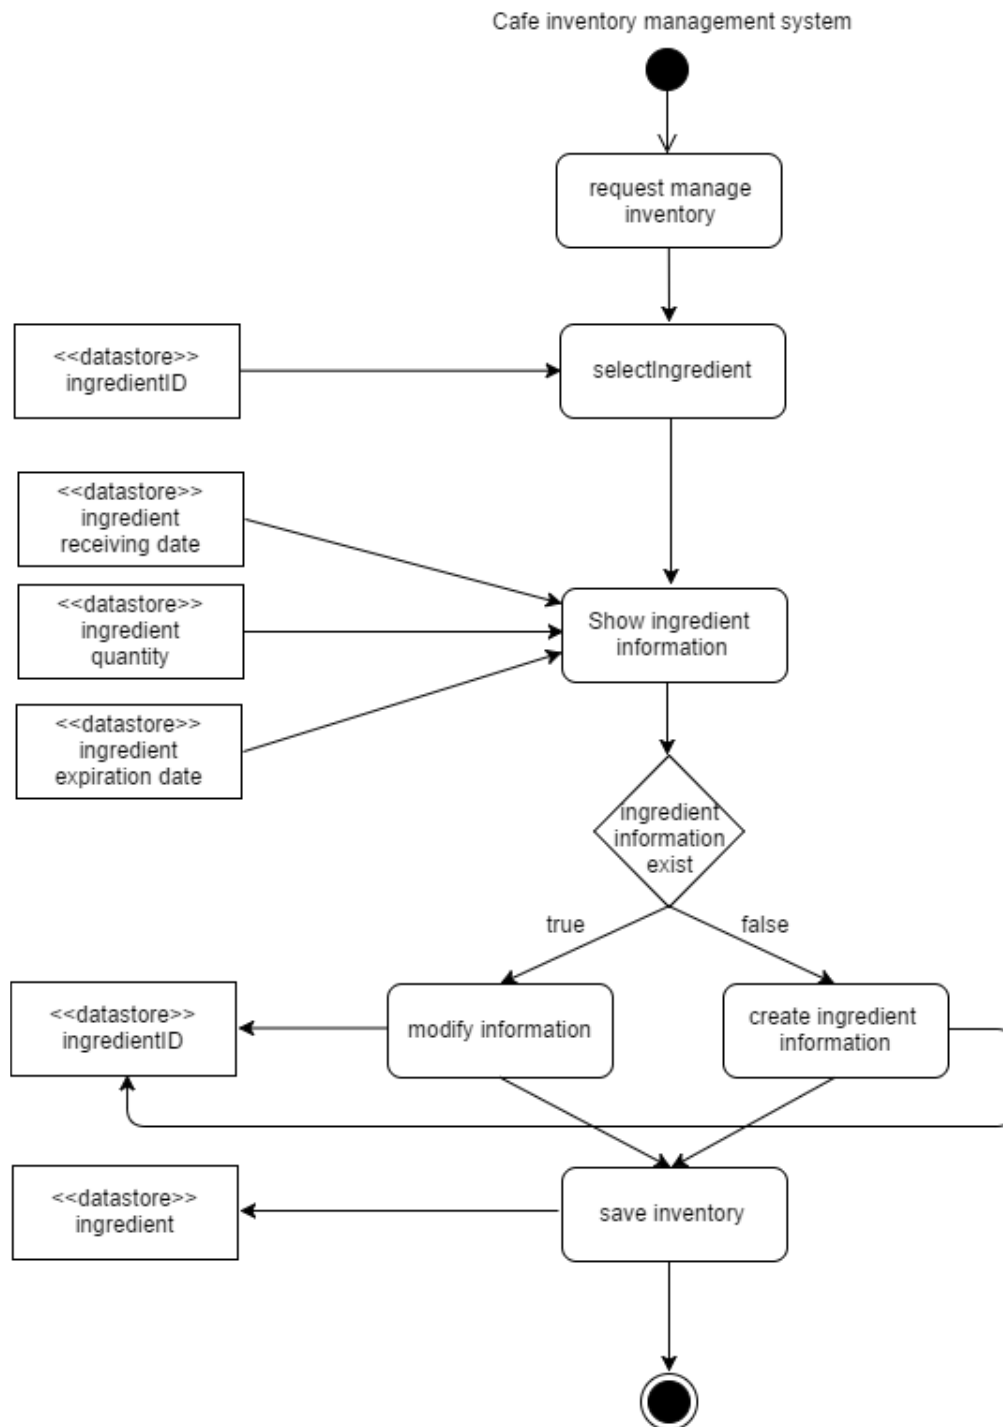 Cafe inventory management system
request manage
inventory
<<datastore>>
ingredientID
selectIngredient
<<datastore>>
ingredient
receiving date
<<datastore>>
ingredient
quantity
Show ingredient
information
<<datastore>>
ingredient
expiration date
ingredient
information
exist
true
false
<<datastore>>
ingredientID
modify information
create ingredient
information
<<datastore>>
ingredient
save inventory